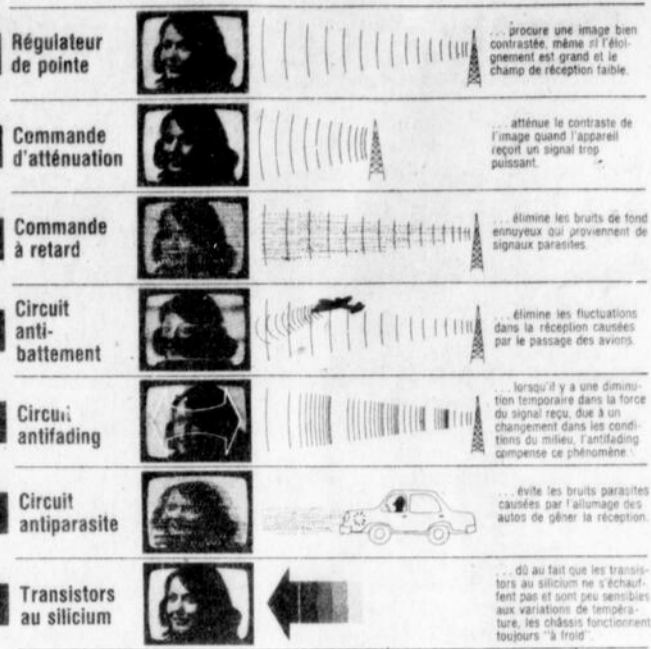 Régulateur
de pointe
...procure une image bien
contrastée, même si l'éloi-
gnement est grand et le
champ de réception faible.
Commande
d'atténuation
...atténue le contraste de
l'image quand l'appareil
reçoit un signal trop
puissant.
Commande
à retard
...élimine les bruits de fond
ennuyeux qui proviennent de
signaux parasites.
Circuit
anti-
battement
...élimine les fluctuations
dans la réception causées
par le passage des avions.
Circuit
antifading
...lorsqu'il y a une diminu-
tion temporaire dans la force
du signal reçu, due à un
changement dans les condi-
tions du milieu, l'antifading
compense ce phénomène.
Circuit
antiparasite
...évite les bruits parasites
causées par l'allumage des
autos de gêner la réception.
Transistors
au silicium
...dû au fait que les transis-
tors au silicium ne s'échauf-
fent pas et sont peu sensibles
aux variations de tempéra-
ture, les châssis fonctionnent
toujours "à froid".